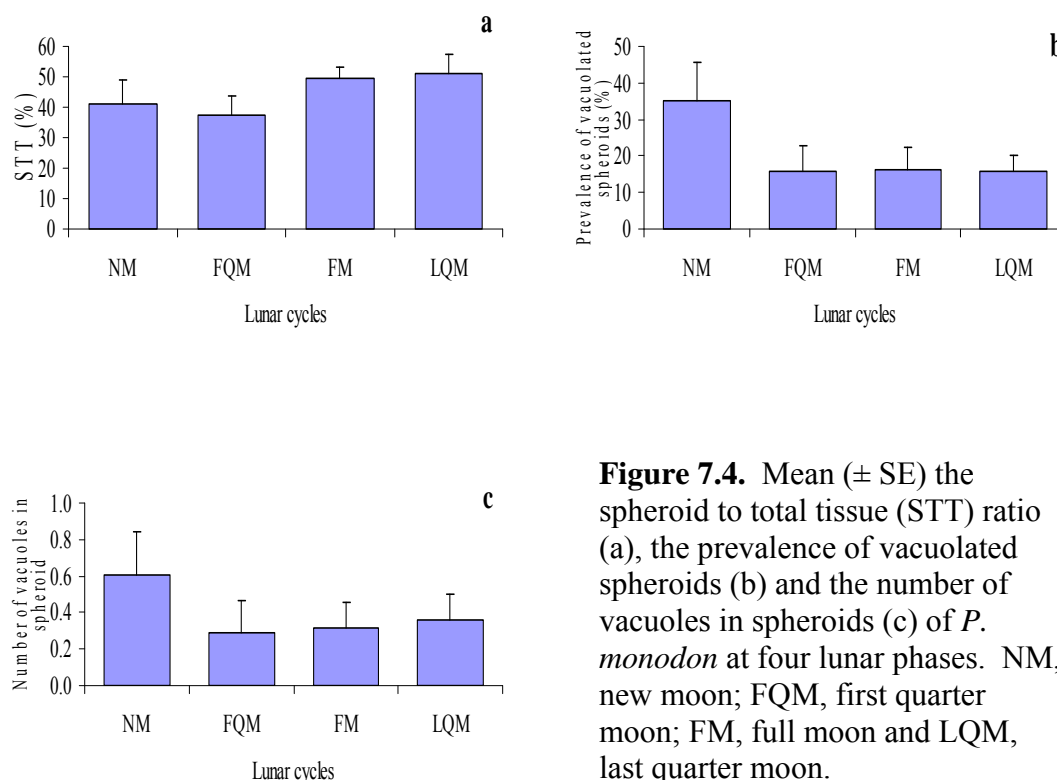 a
60
50
40
30
20
10
0
STT (%)
NM FQM FM LQM
Lunar cycles
b
50
40
30
20
10
0
Prevalence of vacuolated
spheroids (%)
NM FQM FM LQM
Lunar cycles
c
1.0
0.8
0.6
0.4
0.2
0.0
Number of vacuoles in
spheroid
NM FQM FM LQM
Lunar cycles
Figure 7.4. Mean (± SE) the
spheroid to total tissue (STT) ratio
(a), the prevalence of vacuolated
spheroids (b) and the number of
vacuoles in spheroids (c) of P.
monodon at four lunar phases. NM,
new moon; FQM, first quarter
moon; FM, full moon and LQM,
last quarter moon.